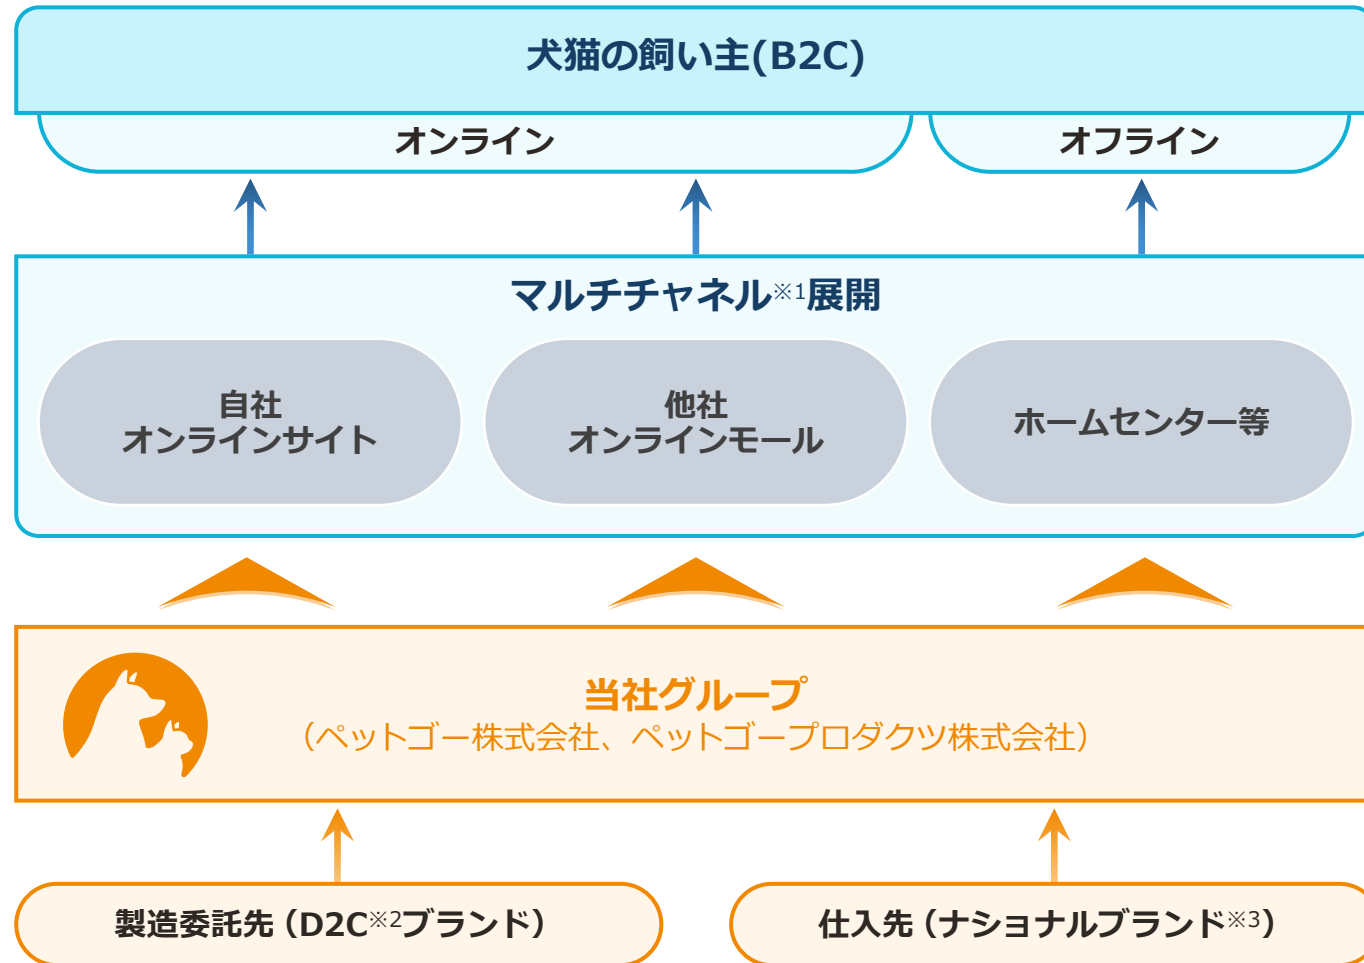 犬猫の飼い主(B2C)
オンライン
オフライン
マルチチャネル※1展開
自社
オンラインサイト
他社
オンラインモール
ホームセンター等
当社グループ
（ペットゴー株式会社、ペットゴープロダクツ株式会社）
製造委託先（D2C※2ブランド）
仕入先（ナショナルブランド※3）